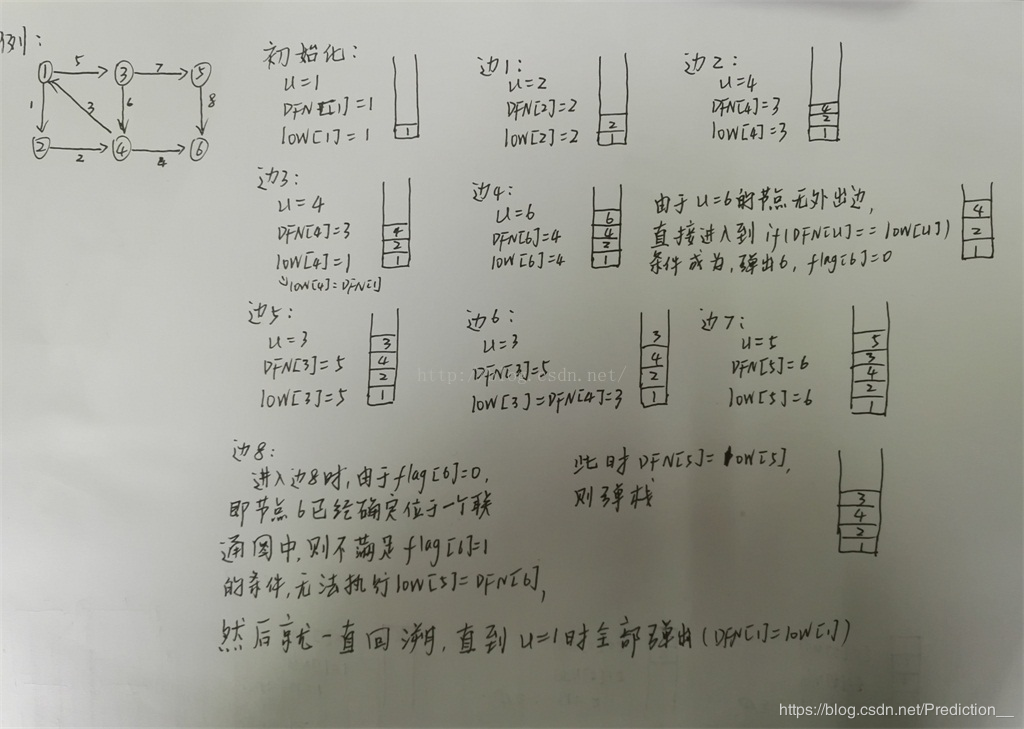 例:
1 5 3 7 5
1 3 6 8
2 2 4 4 6
初始化:
u=1
DFN[1]=1
low[1]=1
1
边1:
u=2
DFN[2]=2
low[2]=2
2
1
边2:
u=4
DFN[4]=3
low[4]=3
4
2
1
边3:
u=4
DFN[4]=3
low[4]=1
↳low[4]=DFN[1]
4
2
1
边4:
u=6
DFN[6]=4
low[6]=4
6
4
2
1
由于u=6的节点无外出边,
直接进入到if(DFN[u]==low[u])
条件成为,弹出6,flag[6]=0
4
2
1
边5:
u=3
DFN[3]=5
low[3]=5
3
4
2
1
边6:
u=3
DFN[3]=5
low[3]=DFN[4]=3
3
4
2
1
边7:
u=5
DFN[5]=6
low[5]=6
5
3
4
2
1
http://blog.csdn.net/
边8:
进入边8时,由于flag[6]=0,
即节点6已经确定位于一个联
通图中,则不满足flag[6]=1
的条件,无法执行low[5]=DFN[6],
此时DFN[5]=low[5],
则弹栈
3
4
2
1
然后就一直回溯,直到u=1时全部弹出(DFN[1]=low[1])
https://blog.csdn.net/Prediction__